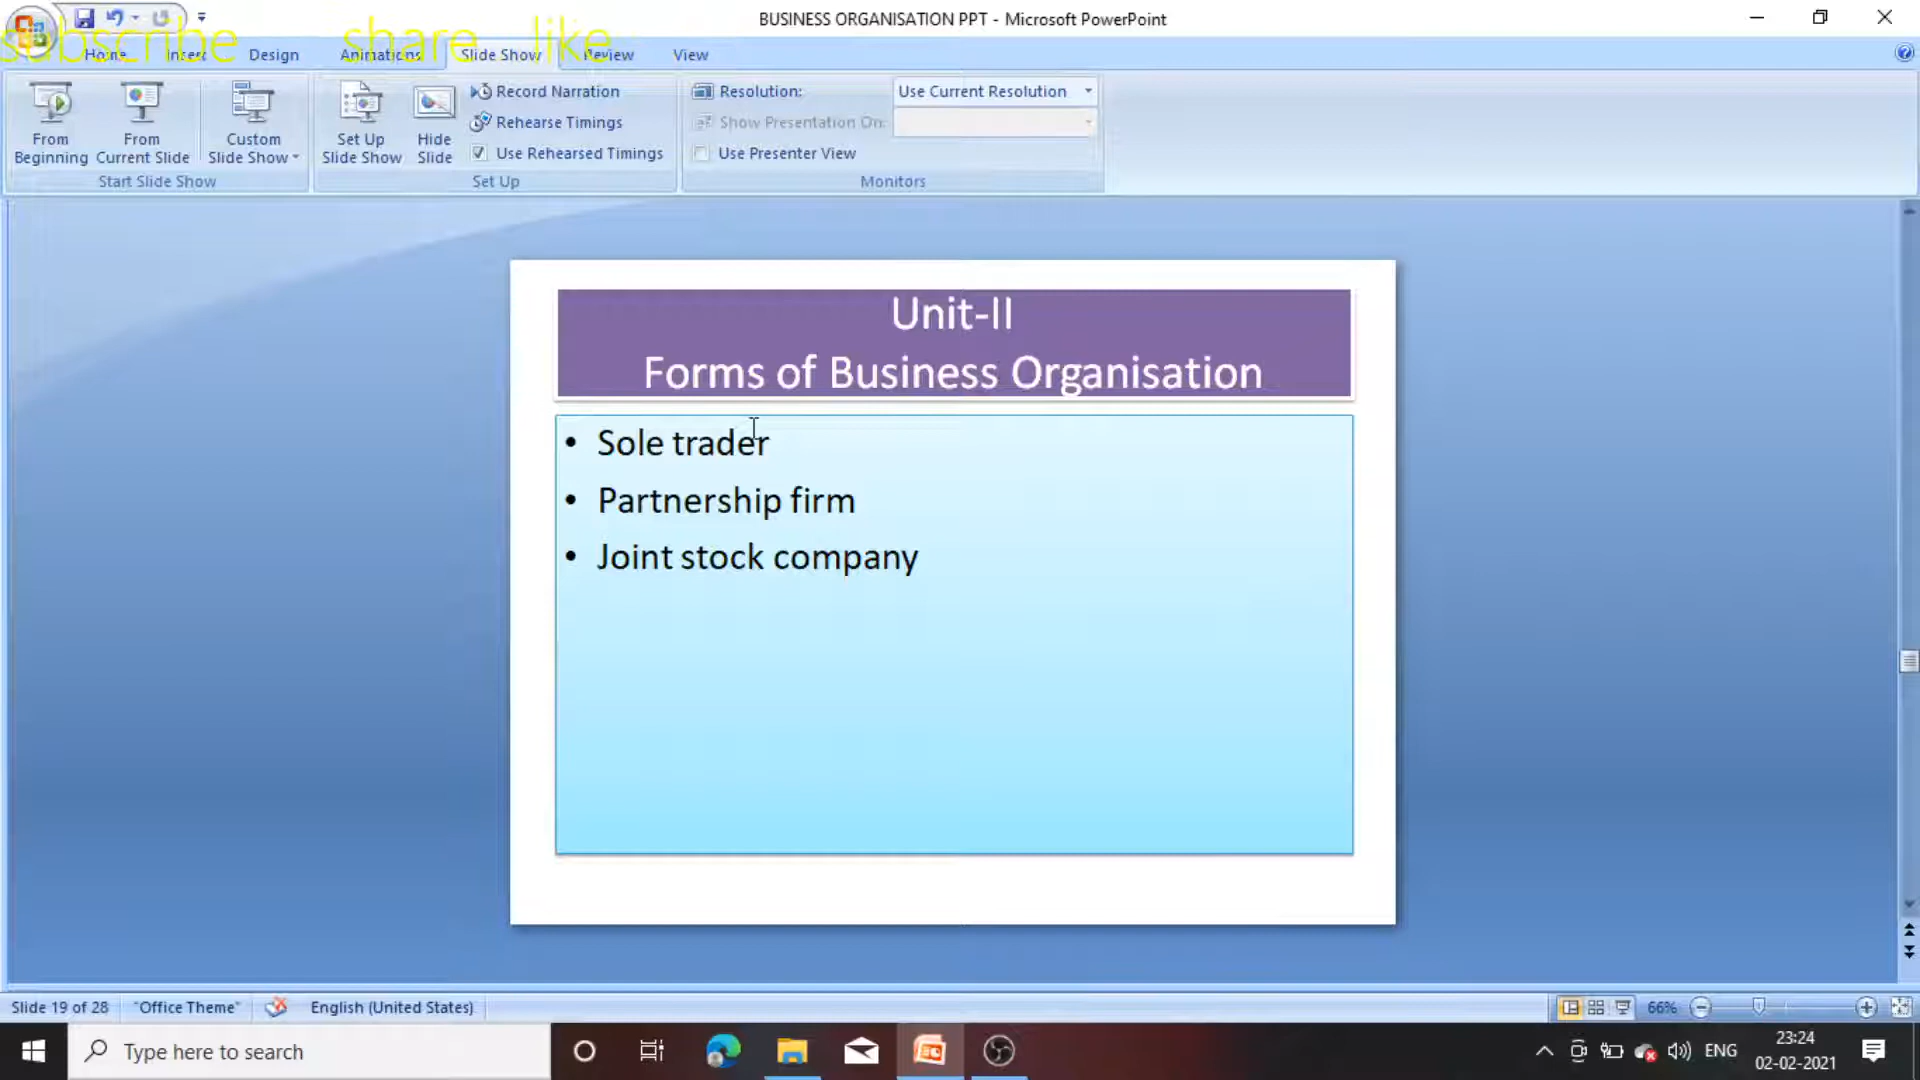 BUSINESS ORGANISATION PPT - Microsoft PowerPoint
subscribe share like
Home Insert Design Animations Slide Show Review View
From Beginning
From Current Slide
Custom Slide Show
Start Slide Show
Set Up Slide Show
Hide Slide
Record Narration
Rehearse Timings
Use Rehearsed Timings
Set Up
Resolution: Use Current Resolution
Show Presentation On:
Use Presenter View
Monitors
Unit-II
Forms of Business Organisation
• Sole trader
• Partnership firm
• Joint stock company
Slide 19 of 28 "Office Theme" English (United States) 66%
Type here to search
ENG
23:24
02-02-2021